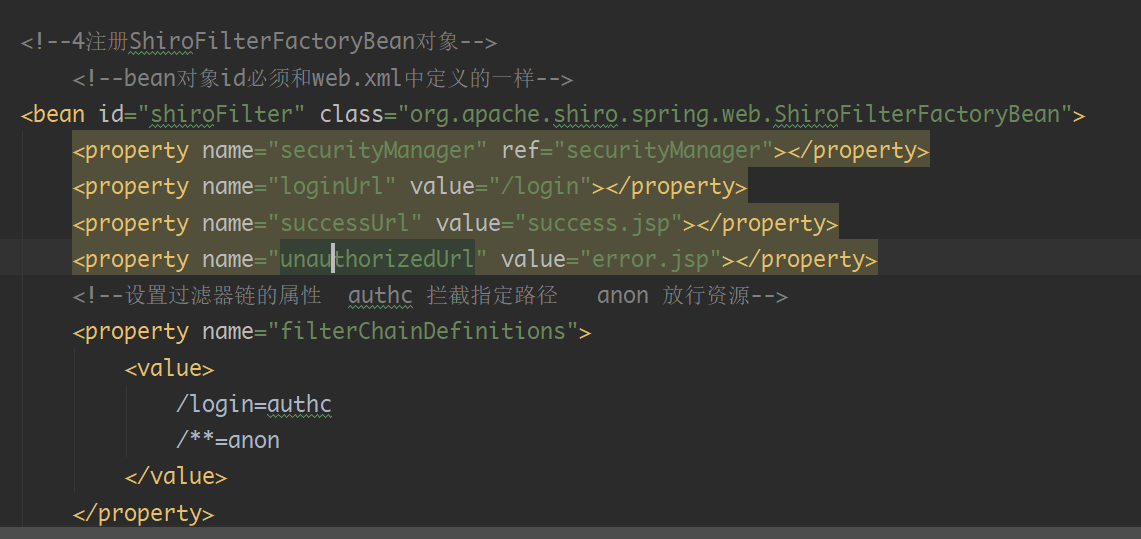 <!--4注册ShiroFilterFactoryBean对象-->
<!--bean对象id必须和web.xml中定义的一样-->
<bean id="shiroFilter" class="org.apache.shiro.spring.web.ShiroFilterFactoryBean">
<property name="securityManager" ref="securityManager"></property>
<property name="loginUrl" value="/login"></property>
<property name="successUrl" value="success.jsp"></property>
<property name="unauthorizedUrl" value="error.jsp"></property>
<!--设置过滤器链的属性  authc 拦截指定路径   anon 放行资源-->
<property name="filterChainDefinitions">
<value>
/login=authc
/**=anon
</value>
</property>